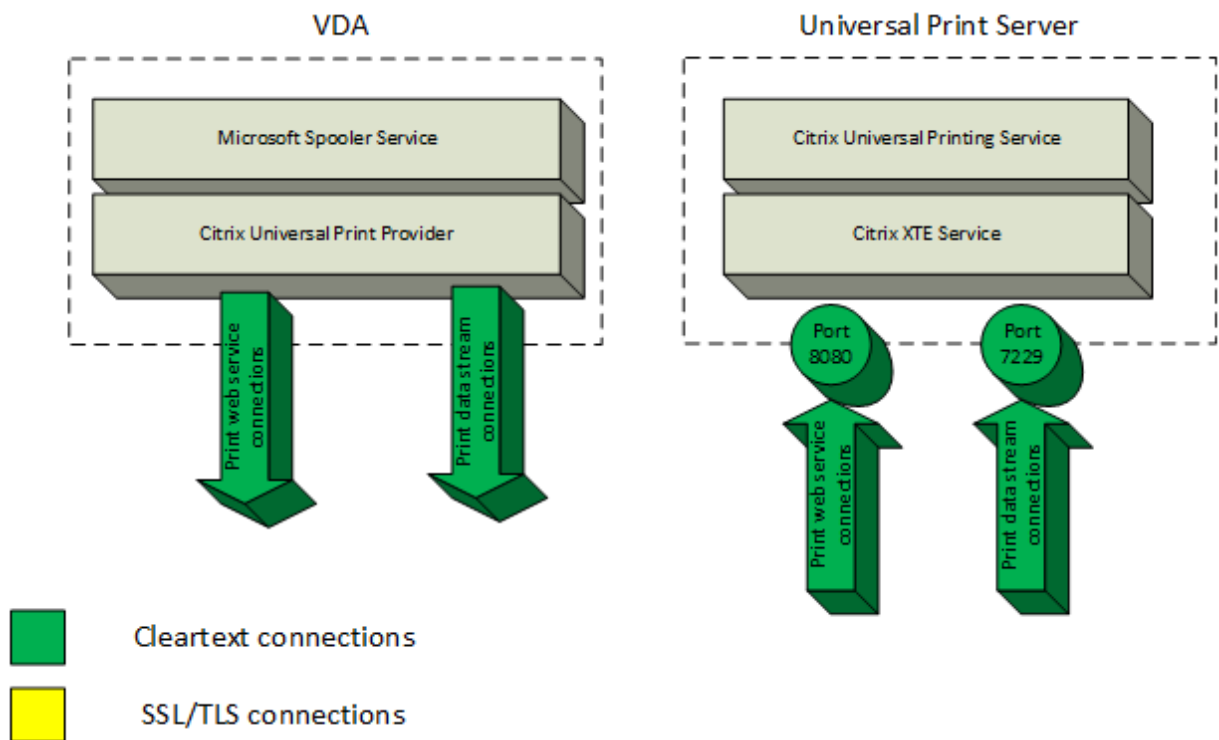 VDA
Universal Print Server
Microsoft Spooler Service
Citrix Universal Print Provider
Citrix Universal Printing Service
Citrix XTE Service
Print web service
connections
Print data stream
connections
Port
8080
Port
7229
Print web service
connections
Print data stream
connections
Cleartext connections
SSL/TLS connections